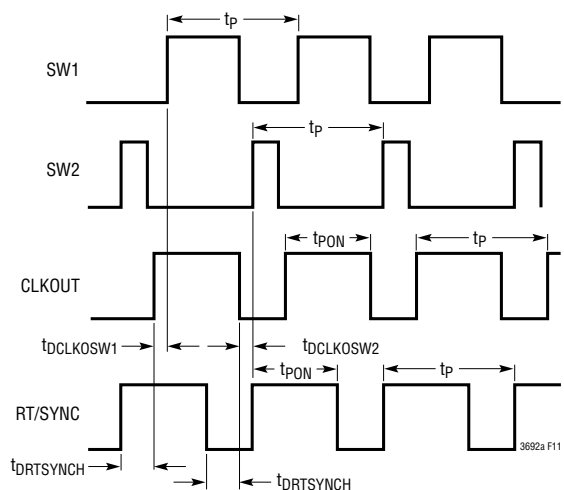 tP
SW1
tP
SW2
tPON
tP
CLKOUT
tDCLKOSW1
tDCLKOSW2
tPON
tP
RT/SYNC
3692a F11
tDRTSYNCH
tDRTSYNCH